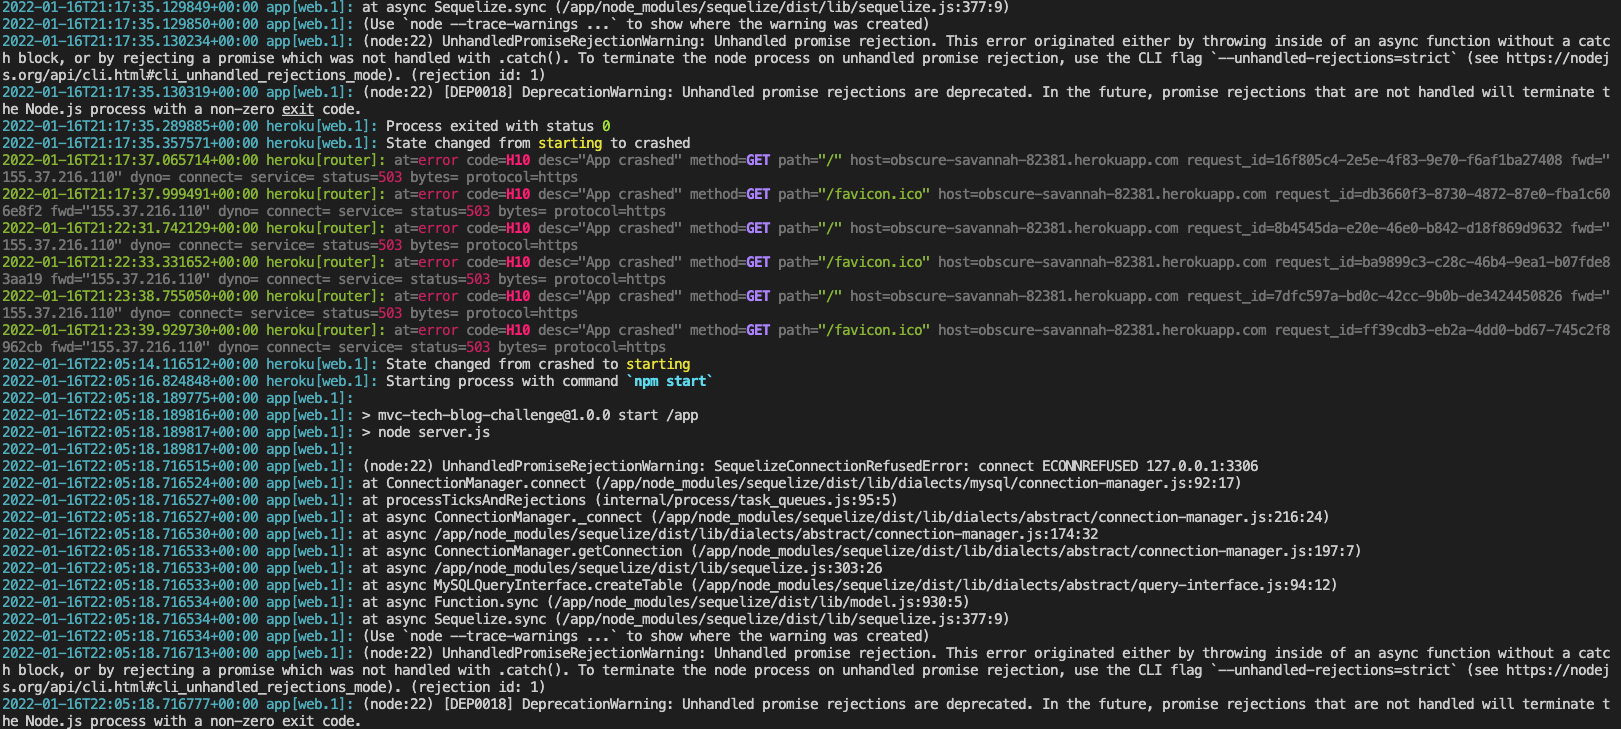 2022-01-16T21:17:35.129849+00:00 app[web.1]: at async Sequelize.sync (/app/node_modules/sequelize/dist/lib/sequelize.js:377:9)
2022-01-16T21:17:35.129850+00:00 app[web.1]: (Use `node --trace-warnings ...` to show where the warning was created)
2022-01-16T21:17:35.130234+00:00 app[web.1]: (node:22) UnhandledPromiseRejectionWarning: Unhandled promise rejection. This error originated either by throwing inside of an async function without a catc
h block, or by rejecting a promise which was not handled with .catch(). To terminate the node process on unhandled promise rejection, use the CLI flag `--unhandled-rejections=strict` (see https://nodej
s.org/api/cli.html#cli_unhandled_rejections_mode). (rejection id: 1)
2022-01-16T21:17:35.130319+00:00 app[web.1]: (node:22) [DEP0018] DeprecationWarning: Unhandled promise rejections are deprecated. In the future, promise rejections that are not handled will terminate t
he Node.js process with a non-zero exit code.
2022-01-16T21:17:35.289885+00:00 heroku[web.1]: Process exited with status 0
2022-01-16T21:17:35.357571+00:00 heroku[web.1]: State changed from starting to crashed
2022-01-16T21:17:37.065714+00:00 heroku[router]: at=error code=H10 desc="App crashed" method=GET path="/" host=obscure-savannah-82381.herokuapp.com request_id=16f805c4-2e5e-4f83-9e70-f6af1ba27408 fwd="
155.37.216.110" dyno= connect= service= status=503 bytes= protocol=https
2022-01-16T21:17:37.999491+00:00 heroku[router]: at=error code=H10 desc="App crashed" method=GET path="/favicon.ico" host=obscure-savannah-82381.herokuapp.com request_id=db3660f3-8730-4872-87e0-fba1c60
6e8f2 fwd="155.37.216.110" dyno= connect= service= status=503 bytes= protocol=https
2022-01-16T21:22:31.742129+00:00 heroku[router]: at=error code=H10 desc="App crashed" method=GET path="/" host=obscure-savannah-82381.herokuapp.com request_id=8b4545da-e20e-46e0-b842-d18f869d9632 fwd="
155.37.216.110" dyno= connect= service= status=503 bytes= protocol=https
2022-01-16T21:22:33.331652+00:00 heroku[router]: at=error code=H10 desc="App crashed" method=GET path="/favicon.ico" host=obscure-savannah-82381.herokuapp.com request_id=ba9899c3-c28c-46b4-9ea1-b07fde8
3aa19 fwd="155.37.216.110" dyno= connect= service= status=503 bytes= protocol=https
2022-01-16T21:23:38.755050+00:00 heroku[router]: at=error code=H10 desc="App crashed" method=GET path="/" host=obscure-savannah-82381.herokuapp.com request_id=7dfc597a-bd0c-42cc-9b0b-de3424450826 fwd="
155.37.216.110" dyno= connect= service= status=503 bytes= protocol=https
2022-01-16T21:23:39.929730+00:00 heroku[router]: at=error code=H10 desc="App crashed" method=GET path="/favicon.ico" host=obscure-savannah-82381.herokuapp.com request_id=ff39cdb3-eb2a-4dd0-bd67-745c2f8
962cb fwd="155.37.216.110" dyno= connect= service= status=503 bytes= protocol=https
2022-01-16T22:05:14.116512+00:00 heroku[web.1]: State changed from crashed to starting
2022-01-16T22:05:16.824848+00:00 heroku[web.1]: Starting process with command `npm start`
2022-01-16T22:05:18.189775+00:00 app[web.1]:
2022-01-16T22:05:18.189816+00:00 app[web.1]: > mvc-tech-blog-challenge@1.0.0 start /app
2022-01-16T22:05:18.189817+00:00 app[web.1]: > node server.js
2022-01-16T22:05:18.189817+00:00 app[web.1]:
2022-01-16T22:05:18.716515+00:00 app[web.1]: (node:22) UnhandledPromiseRejectionWarning: SequelizeConnectionRefusedError: connect ECONNREFUSED 127.0.0.1:3306
2022-01-16T22:05:18.716524+00:00 app[web.1]: at ConnectionManager.connect (/app/node_modules/sequelize/dist/lib/dialects/mysql/connection-manager.js:92:17)
2022-01-16T22:05:18.716527+00:00 app[web.1]: at processTicksAndRejections (internal/process/task_queues.js:95:5)
2022-01-16T22:05:18.716527+00:00 app[web.1]: at async ConnectionManager._connect (/app/node_modules/sequelize/dist/lib/dialects/abstract/connection-manager.js:216:24)
2022-01-16T22:05:18.716530+00:00 app[web.1]: at async /app/node_modules/sequelize/dist/lib/dialects/abstract/connection-manager.js:174:32
2022-01-16T22:05:18.716533+00:00 app[web.1]: at async ConnectionManager.getConnection (/app/node_modules/sequelize/dist/lib/dialects/abstract/connection-manager.js:197:7)
2022-01-16T22:05:18.716533+00:00 app[web.1]: at async /app/node_modules/sequelize/dist/lib/sequelize.js:303:26
2022-01-16T22:05:18.716533+00:00 app[web.1]: at async MySQLQueryInterface.createTable (/app/node_modules/sequelize/dist/lib/dialects/abstract/query-interface.js:94:12)
2022-01-16T22:05:18.716534+00:00 app[web.1]: at async Function.sync (/app/node_modules/sequelize/dist/lib/model.js:930:5)
2022-01-16T22:05:18.716534+00:00 app[web.1]: at async Sequelize.sync (/app/node_modules/sequelize/dist/lib/sequelize.js:377:9)
2022-01-16T22:05:18.716534+00:00 app[web.1]: (Use `node --trace-warnings ...` to show where the warning was created)
2022-01-16T22:05:18.716713+00:00 app[web.1]: (node:22) UnhandledPromiseRejectionWarning: Unhandled promise rejection. This error originated either by throwing inside of an async function without a catc
h block, or by rejecting a promise which was not handled with .catch(). To terminate the node process on unhandled promise rejection, use the CLI flag `--unhandled-rejections=strict` (see https://nodej
s.org/api/cli.html#cli_unhandled_rejections_mode). (rejection id: 1)
2022-01-16T22:05:18.716777+00:00 app[web.1]: (node:22) [DEP0018] DeprecationWarning: Unhandled promise rejections are deprecated. In the future, promise rejections that are not handled will terminate t
he Node.js process with a non-zero exit code.